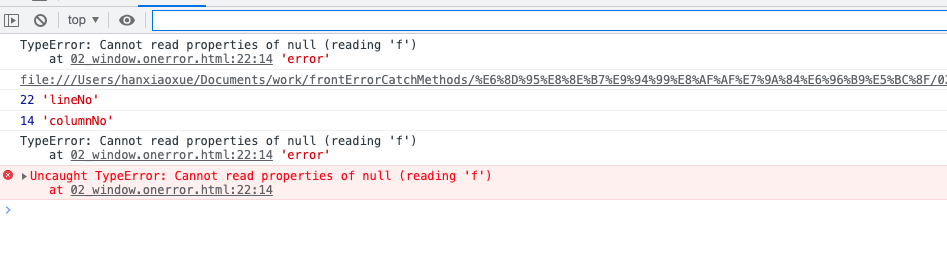 top ▼
TypeError: Cannot read properties of null (reading 'f')
at 02_window.onerror.html:22:14 'error'
file:///Users/hanxiaoxue/Documents/work/frontErrorCatchMethods/%E6%8D%95%E8%8E%B7%E9%94%99%E8%AF%AF%E7%9A%84%E6%96%B9%E5%BC%8F/02
22 'lineNo'
14 'columnNo'
TypeError: Cannot read properties of null (reading 'f')
at 02_window.onerror.html:22:14 'error'
Uncaught TypeError: Cannot read properties of null (reading 'f')
at 02_window.onerror.html:22:14